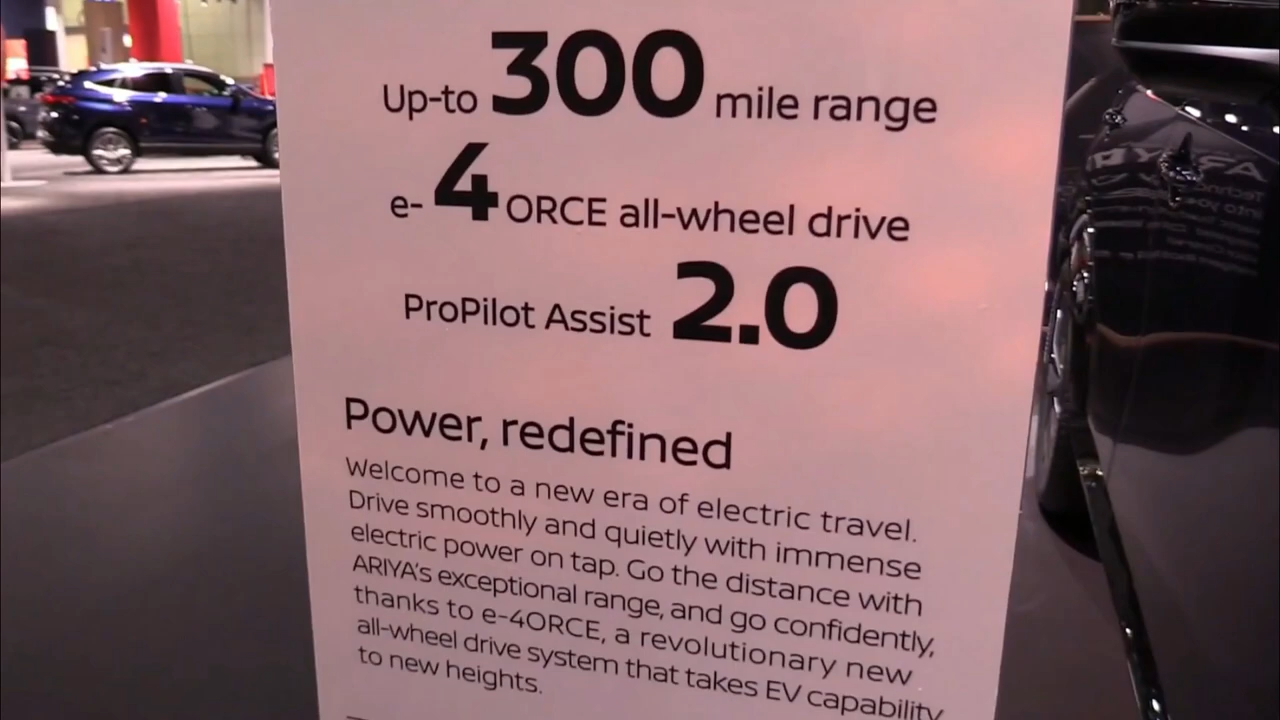 Up-to 300 mile range
e-4ORCE all-wheel drive
ProPilot Assist 2.0
Power, redefined
Welcome to a new era of electric travel.
Drive smoothly and quietly with immense
electric power on tap. Go the distance with
ARIYA's exceptional range, and go confidently,
thanks to e-4ORCE, a revolutionary new
all-wheel drive system that takes EV capability
to new heights.